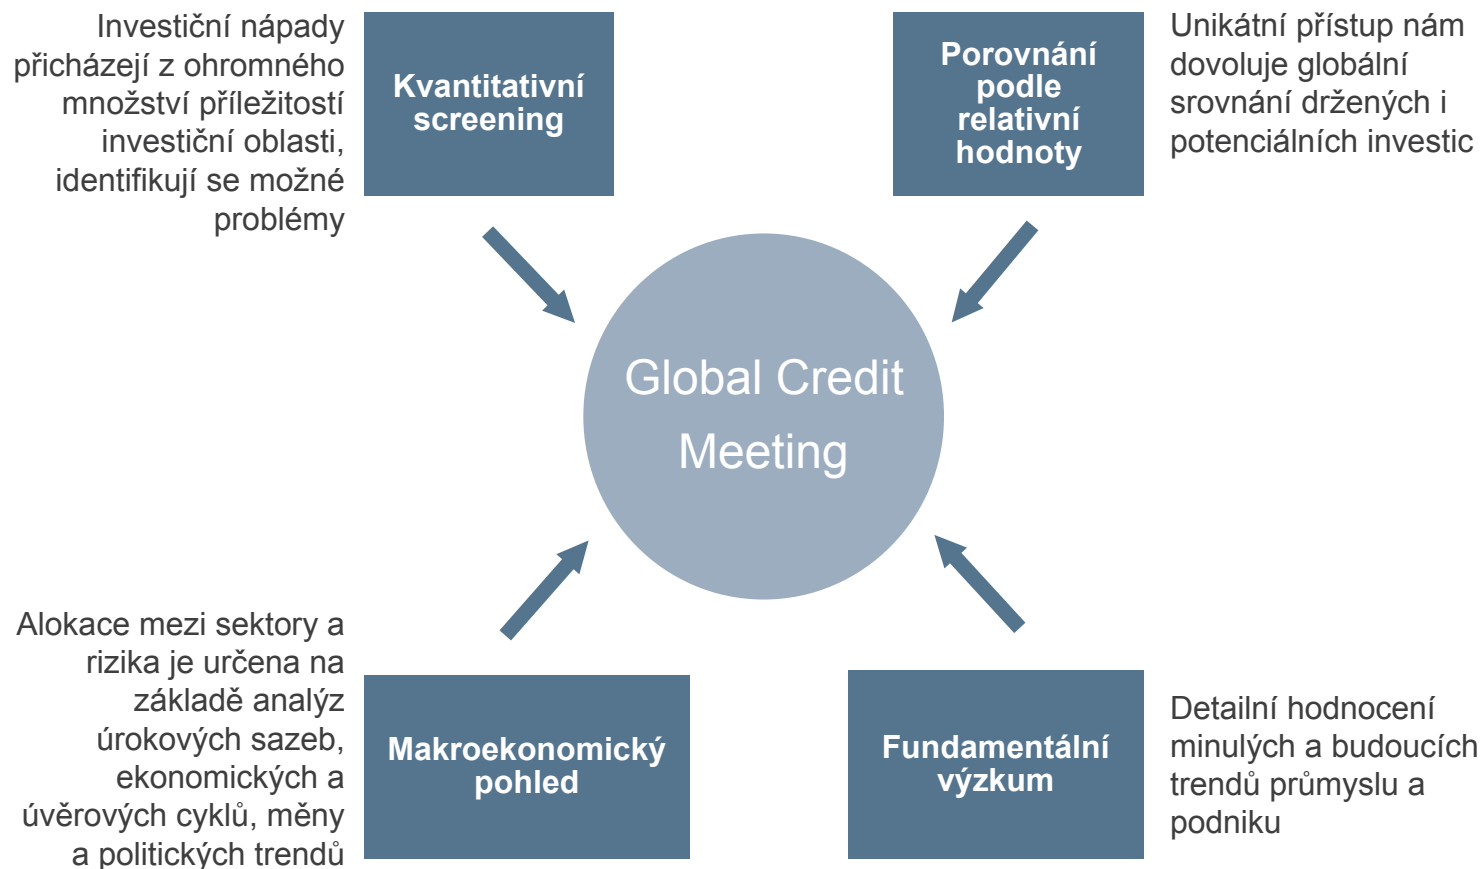 Investiční nápady
přicházejí z ohromného
množství příležitostí
investiční oblasti,
identifikují se možné
problémy
Kvantitativní
screening
Porovnání
podle
relativní
hodnoty
Unikátní přístup nám
dovoluje globální
srovnání držených i
potenciálních investic
Global Credit
Meeting
Alokace mezi sektory a
rizika je určena na
základě analýz
úrokových sazeb,
ekonomických a
úvěrových cyklů, měny
a politických trendů
Makroekonomický
pohled
Fundamentální
výzkum
Detailní hodnocení
minulých a budoucích
trendů průmyslu a
podniku